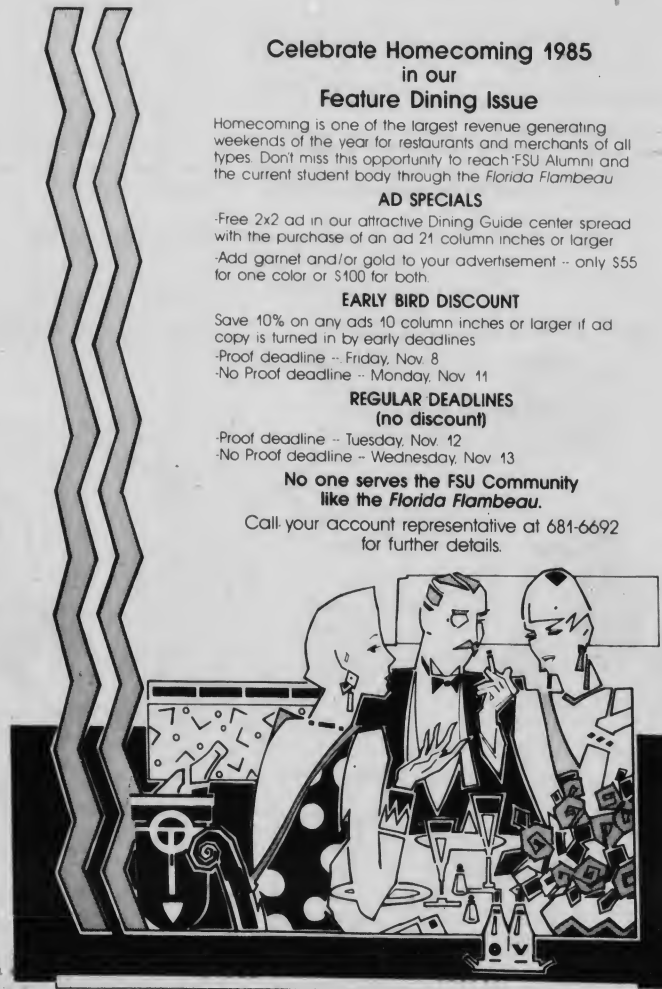 Celebrate Homecoming 1985
in our
Feature Dining Issue
Homecoming is one of the largest revenue generating
weekends of the year for restaurants and merchants of all
types. Don't miss this opportunity to reach FSU Alumni and
the current student body through the Florida Flambeau
AD SPECIALS
-Free 2x2 ad in our attractive Dining Guide center spread
with the purchase of an ad 21 column inches or larger
-Add garnet and/or gold to your advertisement -- only $55
for one color or $100 for both.
EARLY BIRD DISCOUNT
Save 10% on any ads 10 column inches or larger if ad
copy is turned in by early deadlines
-Proof deadline -- Friday, Nov. 8
-No Proof deadline -- Monday, Nov 11
REGULAR DEADLINES
(no discount)
-Proof deadline -- Tuesday, Nov. 12
-No Proof deadline -- Wednesday, Nov 13
No one serves the FSU Community
like the Florida Flambeau.
Call your account representative at 681-6692
for further details.